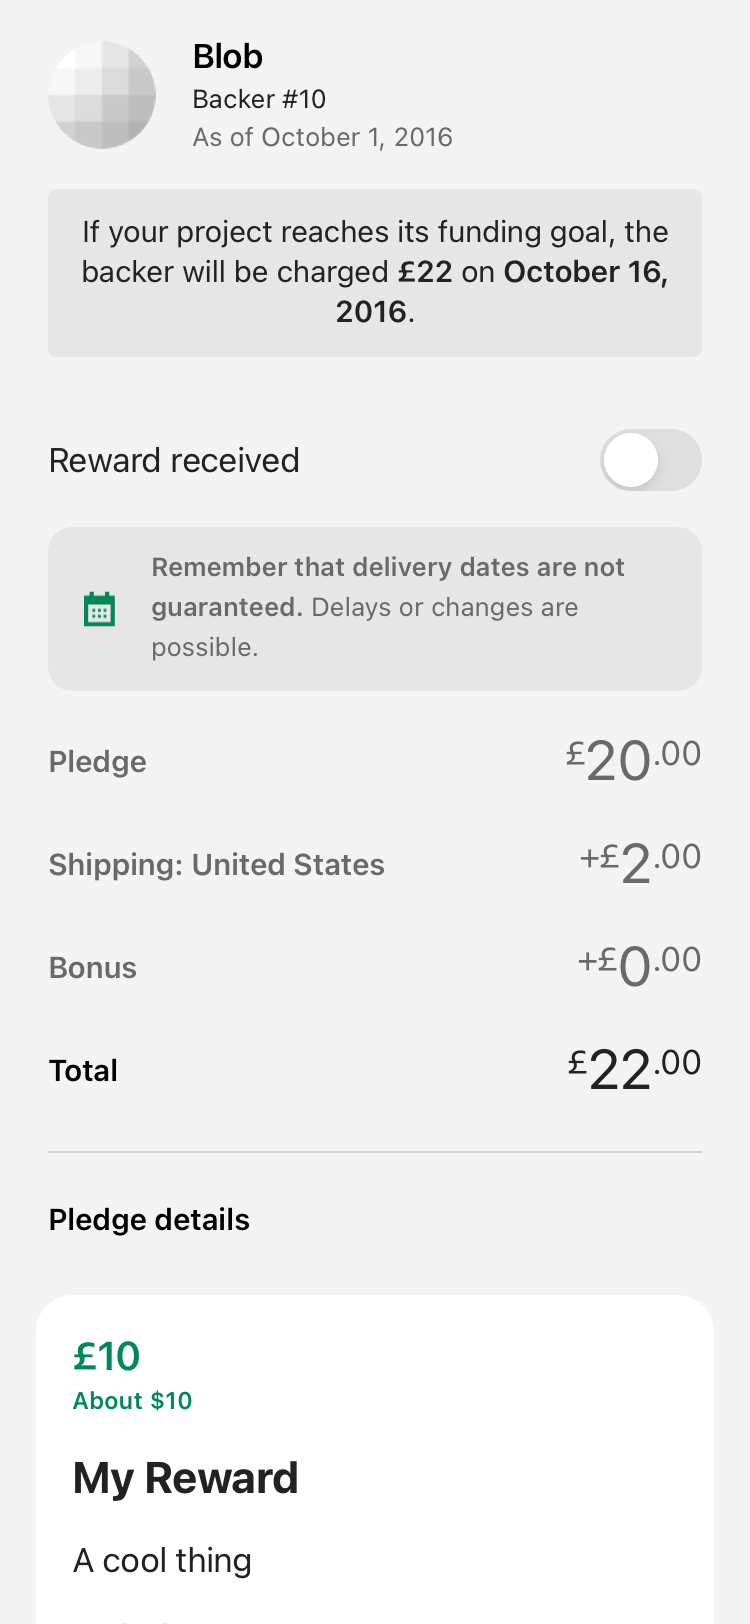 Blob
Backer #10
As of October 1, 2016
If your project reaches its funding goal, the
backer will be charged £22 on October 16,
2016.
Reward received
Remember that delivery dates are not
guaranteed. Delays or changes are
possible.
Pledge £20.00
Shipping: United States +£2.00
Bonus +£0.00
Total £22.00
Pledge details
£10
About $10
My Reward
A cool thing